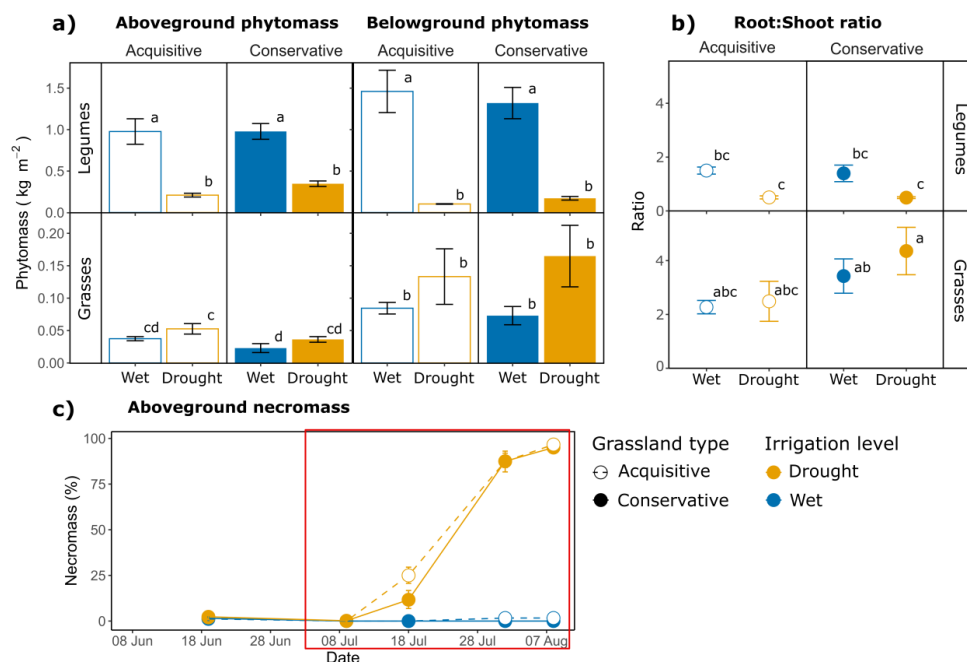 a)
Aboveground phytomass
Belowground phytomass
Acquisitive
Conservative
Acquisitive
Conservative
Phytomass ( kg m⁻² )
Legumes
1.5
1.0
0.5
0.0
a
b
a
b
a
b
a
b
Grasses
0.20
0.15
0.10
0.05
0.00
cd
c
d
cd
b
b
b
b
Wet
Drought
Wet
Drought
Wet
Drought
Wet
Drought
b)
Root:Shoot ratio
Acquisitive
Conservative
Ratio
4
2
0
bc
c
bc
c
Legumes
4
2
0
abc
abc
ab
a
Grasses
Wet
Drought
Wet
Drought
c)
Aboveground necromass
Necromass (%)
100
75
50
25
0
08 Jun
18 Jun
28 Jun
08 Jul
18 Jul
28 Jul
07 Aug
Date
Grassland type
Acquisitive
Conservative
Irrigation level
Drought
Wet